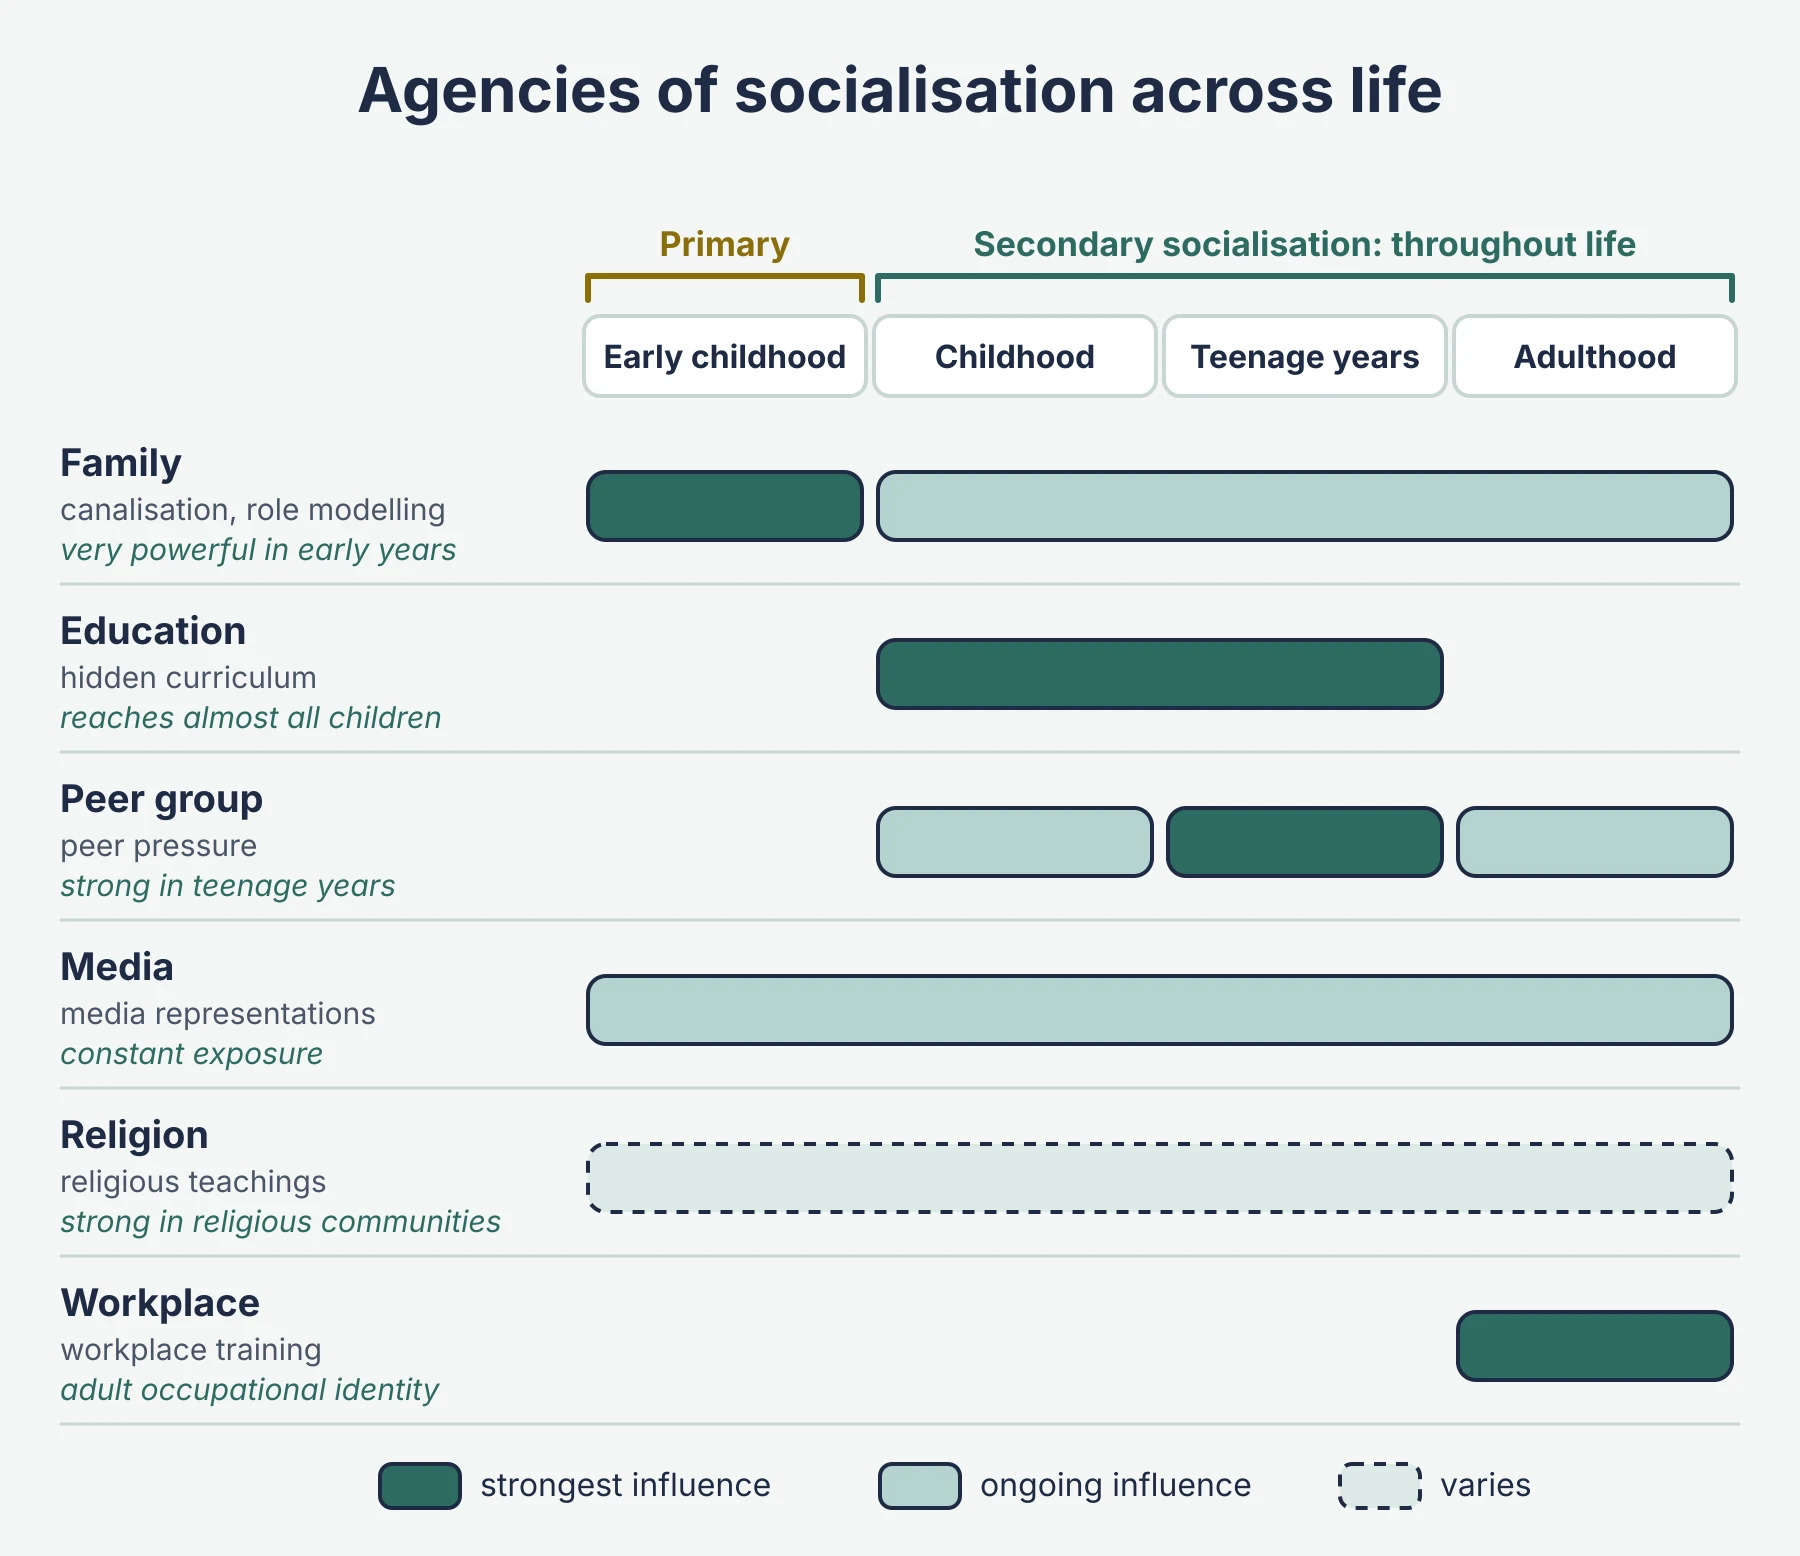 Agencies of socialisation across life
Primary
Secondary socialisation: throughout life
Early childhood
Childhood
Teenage years
Adulthood
Family
canalisation, role modelling
very powerful in early years
Education
hidden curriculum
reaches almost all children
Peer group
peer pressure
strong in teenage years
Media
media representations
constant exposure
Religion
religious teachings
strong in religious communities
Workplace
workplace training
adult occupational identity
strongest influence
ongoing influence
varies